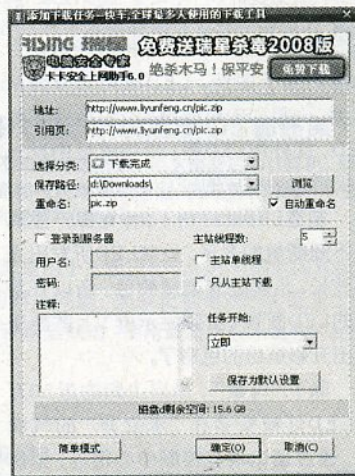 添加下载任务-快车,全球最多人使用的下载工具
RISING 瑞星卡卡 免费送瑞星杀毒2008版
电脑安全专家
卡卡安全上网助手6.0 绝杀木马！保平安 免费下载
地址: http://www.liyunfeng.cn/pic.zip
引用页: http://www.liyunfeng.cn/pic.zip
选择分类: 下载完成
保存路径: d:\Downloads\ 浏览
重命名: pic.zip 自动重命名
登录到服务器 主站线程数: 5
用户名: 主站单线程
密码: 只从主站下载
注释: 任务开始:
立即
保存为默认设置
磁盘d剩余空间: 15.6 GB
简单模式 确定(O) 取消(C)